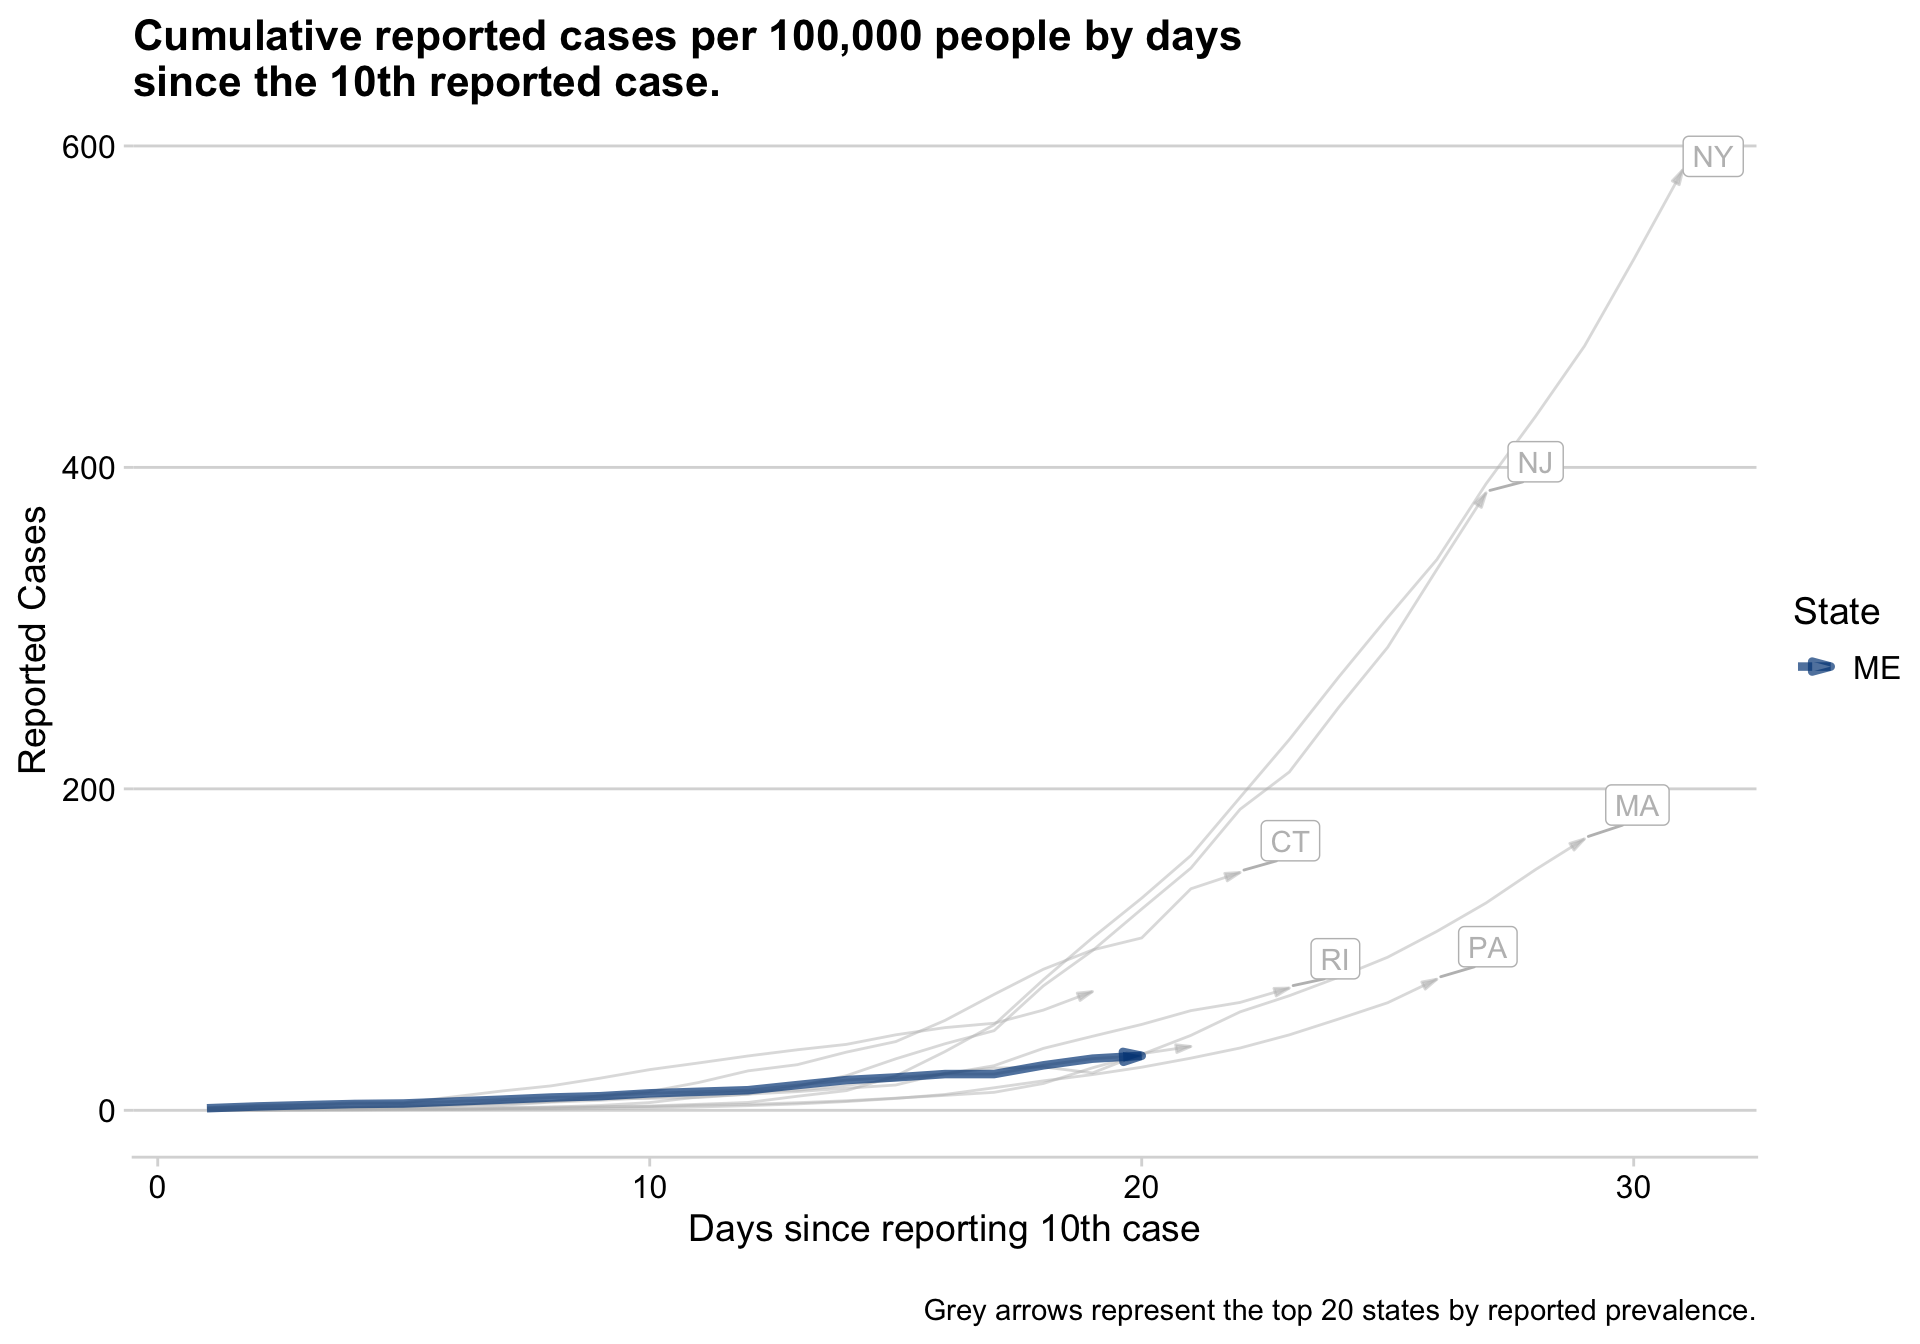 Cumulative reported cases per 100,000 people by days
since the 10th reported case.
600
NY
400
NJ
Reported Cases
State
ME
200
MA
CT
PA
RI
0
0 10 20 30
Days since reporting 10th case
Grey arrows represent the top 20 states by reported prevalence.